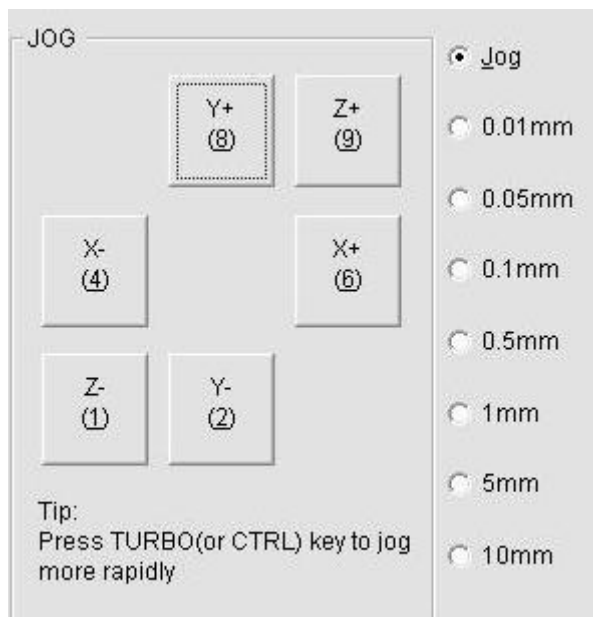 JOG
Y+
(8)
Z+
(9)
X-
(4)
X+
(6)
Z-
(1)
Y-
(2)
Tip:
Press TURBO(or CTRL) key to jog
more rapidly
Jog
0.01mm
0.05mm
0.1mm
0.5mm
1mm
5mm
10mm